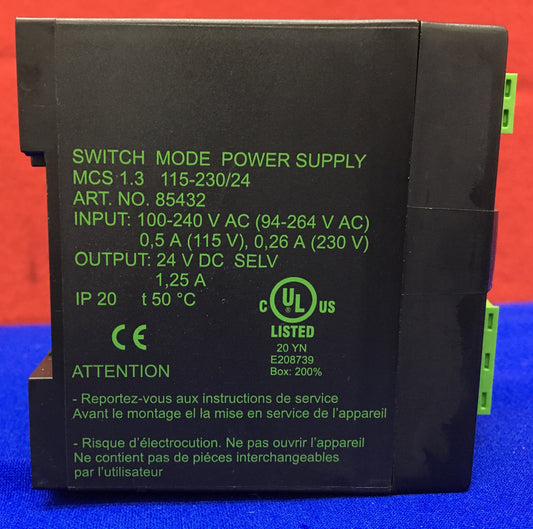 SWITCH MODE POWER SUPPLY
MCS 1.3 115-230/24
ART. NO. 85432
INPUT: 100-240 V AC (94-264 V AC)
0,5 A (115 V), 0,26 A (230 V)
OUTPUT: 24 V DC SELV
1,25 A
IP 20 t 50 °C
C UL US
LISTED
20 YN
E208739
Box: 200%
CE
ATTENTION
- Reportez-vous aux instructions de service
Avant le montage el la mise en service de l'appareil
- Risque d'électrocution. Ne pas ouvrir l'appareil
Ne contient pas de piéces interchangeables
par l'utilisateur